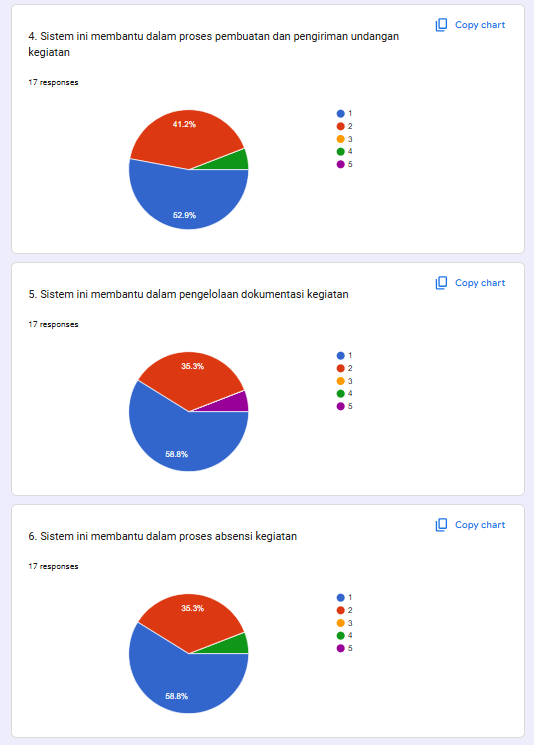 Copy chart
4. Sistem ini membantu dalam proses pembuatan dan pengiriman undangan
kegiatan
17 responses
41.2%
52.9%
1
2
3
4
5
Copy chart
5. Sistem ini membantu dalam pengelolaan dokumentasi kegiatan
17 responses
35.3%
58.8%
1
2
3
4
5
Copy chart
6. Sistem ini membantu dalam proses absensi kegiatan
17 responses
35.3%
58.8%
1
2
3
4
5